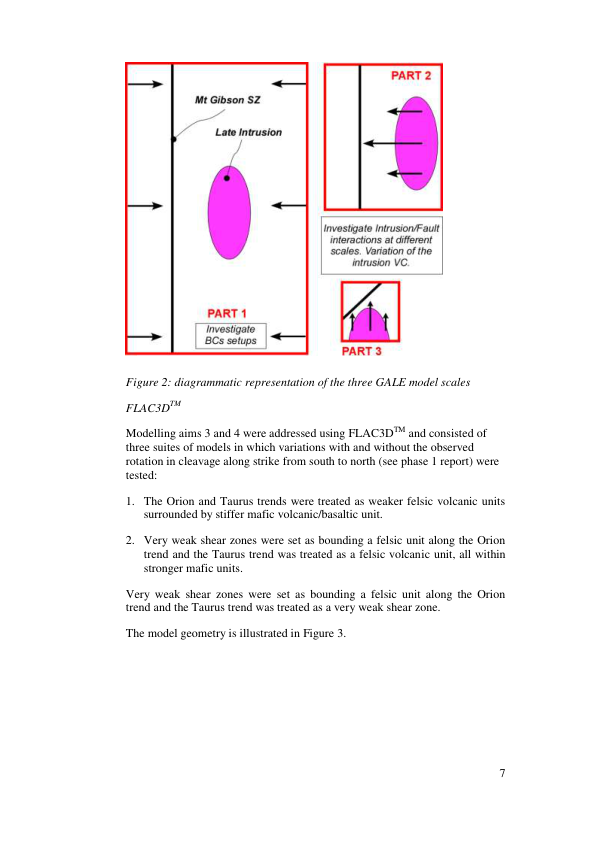 Mt Gibson SZ
Late Intrusion
PART 1
Investigate
BCs setups
PART 2
Investigate Intrusion/Fault
interactions at different
scales. Variation of the
intrusion VC.
PART 3
Figure 2: diagrammatic representation of the three GALE model scales
FLAC3DTM
Modelling aims 3 and 4 were addressed using FLAC3DTM and consisted of
three suites of models in which variations with and without the observed
rotation in cleavage along strike from south to north (see phase 1 report) were
tested:
1. The Orion and Taurus trends were treated as weaker felsic volcanic units
surrounded by stiffer mafic volcanic/basaltic unit.
2. Very weak shear zones were set as bounding a felsic unit along the Orion
trend and the Taurus trend was treated as a felsic volcanic unit, all within
stronger mafic units.
Very weak shear zones were set as bounding a felsic unit along the Orion
trend and the Taurus trend was treated as a very weak shear zone.
The model geometry is illustrated in Figure 3.
7